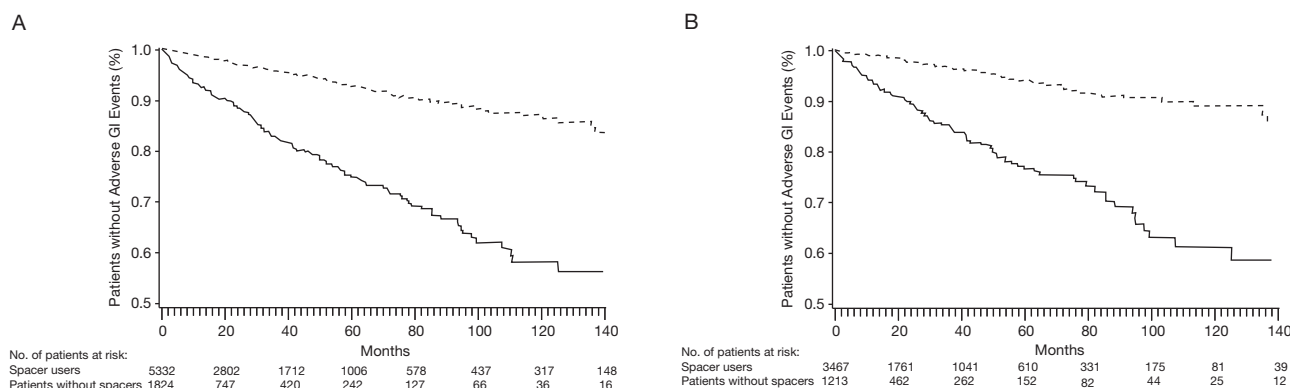 A
Patients without Adverse GI Events (%)
1.0
0.9
0.8
0.7
0.6
0.5
0 20 40 60 80 100 120 140
Months
No. of patients at risk:
Spacer users 5332 2802 1712 1006 578 437 317 148
Patients without spacers 1824 747 420 242 127 66 36 16
B
Patients without Adverse GI Events (%)
1.0
0.9
0.8
0.7
0.6
0.5
0 20 40 60 80 100 120 140
Months
No. of patients at risk:
Spacer users 3467 1761 1041 610 331 175 81 39
Patients without spacers 1213 462 262 152 82 44 25 12